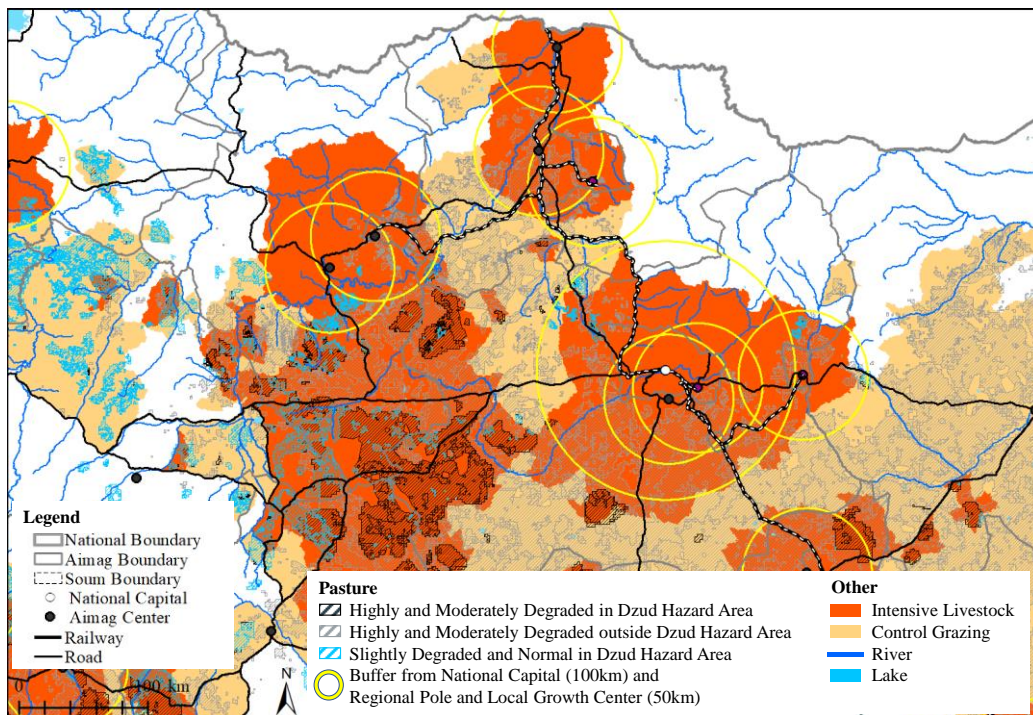 Legend
National Boundary
Aimag Boundary
Soum Boundary
National Capital
Aimag Center
Railway
Road
0 100 km
N
Pasture
Highly and Moderately Degraded in Dzud Hazard Area
Highly and Moderately Degraded outside Dzud Hazard Area
Slightly Degraded and Normal in Dzud Hazard Area
Buffer from National Capital (100km) and
Regional Pole and Local Growth Center (50km)
Other
Intensive Livestock
Control Grazing
River
Lake